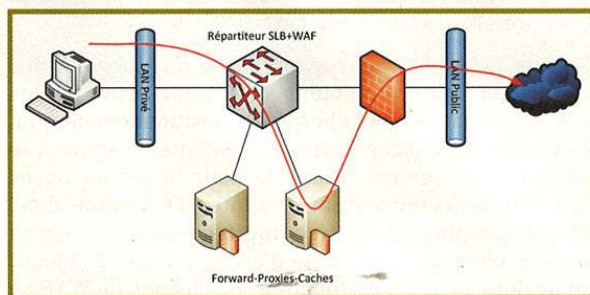 Répartiteur SLB+WAF
LAN Privé
LAN Public
Forward-Proxies-Caches